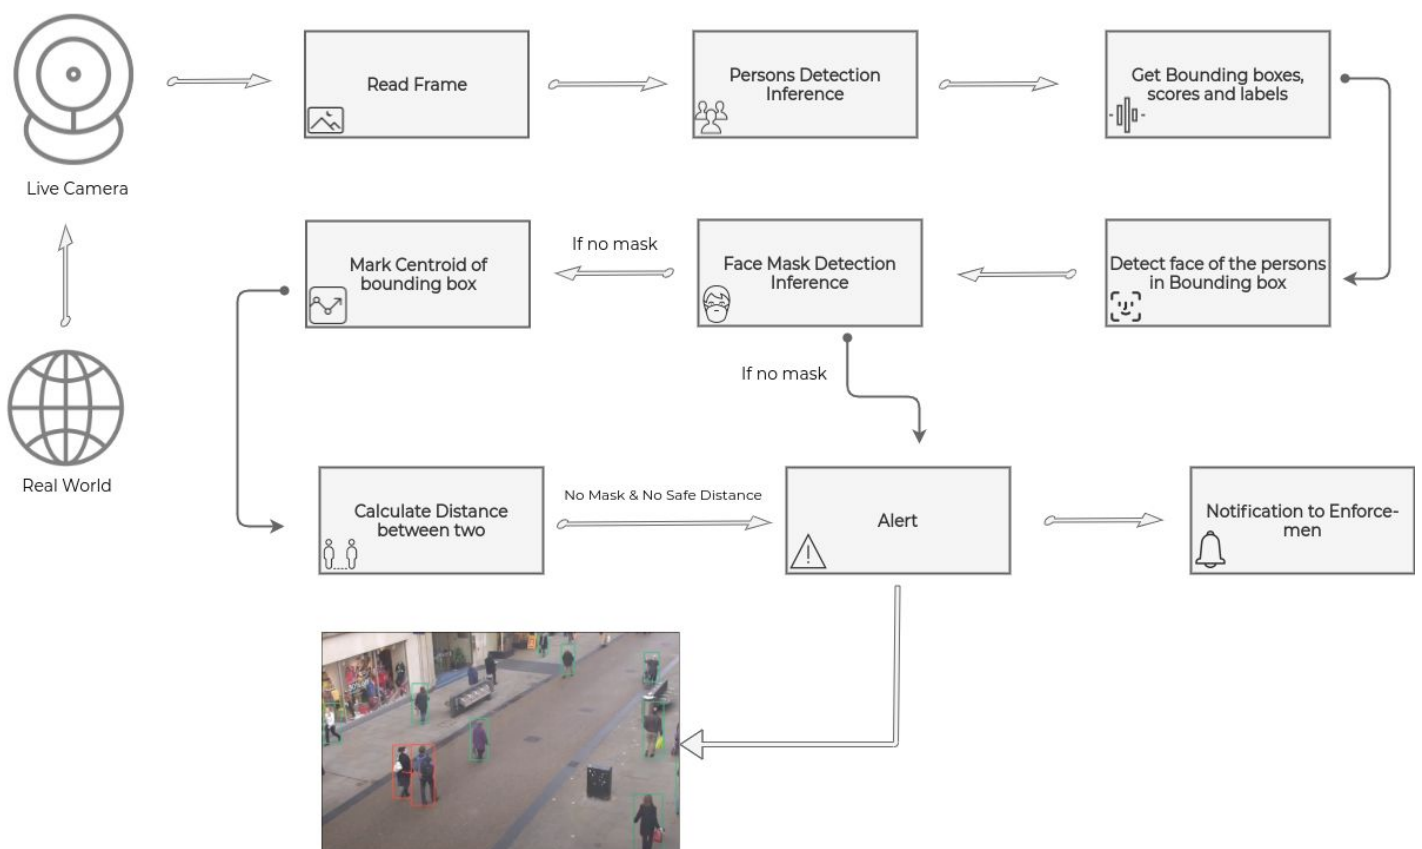 Read Frame
Persons Detection
Inference
Get Bounding boxes,
scores and labels
Live Camera
Mark Centroid of
bounding box
If no mask
Face Mask Detection
Inference
Detect face of the persons
in Bounding box
If no mask
Real World
Calculate Distance
between two
No Mask & No Safe Distance
Alert
Notification to Enforce-
men